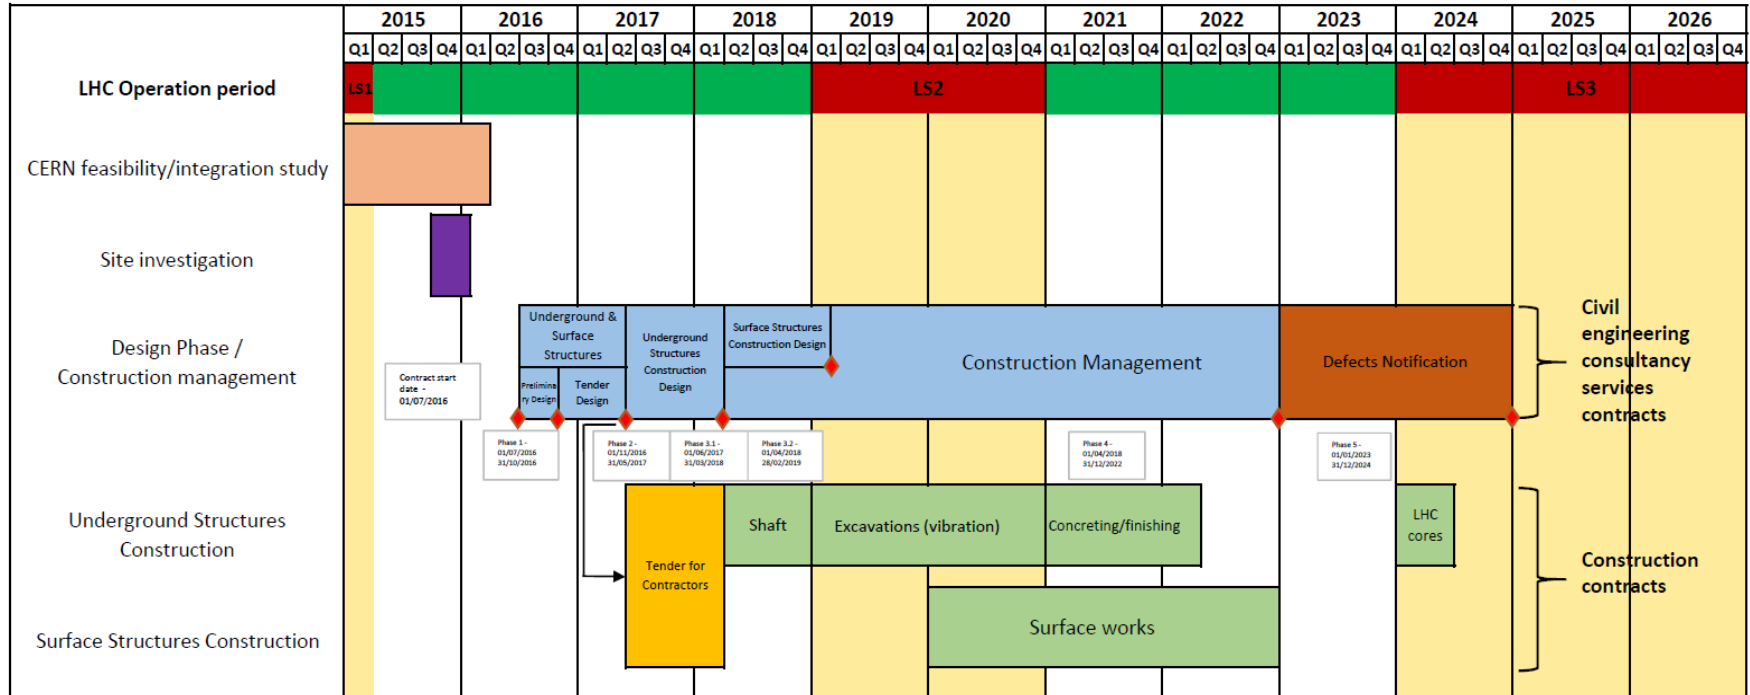 2015 2016 2017 2018 2019 2020 2021 2022 2023 2024 2025 2026
Q1 Q2 Q3 Q4 Q1 Q2 Q3 Q4 Q1 Q2 Q3 Q4 Q1 Q2 Q3 Q4 Q1 Q2 Q3 Q4 Q1 Q2 Q3 Q4 Q1 Q2 Q3 Q4 Q1 Q2 Q3 Q4 Q1 Q2 Q3 Q4 Q1 Q2 Q3 Q4 Q1 Q2 Q3 Q4 Q1 Q2 Q3 Q4
LHC Operation period
LS1
LS2
LS3
CERN feasibility/integration study
Site investigation
Design Phase /
Construction management
Contract start
date -
01/07/2016
Underground &
Surface
Structures
Prelimina
ry Design
Tender
Design
Underground
Structures
Construction
Design
Surface Structures
Construction Design
Construction Management
Defects Notification
Civil
engineering
consultancy
services
contracts
Phase 1 -
01/07/2016
31/10/2016
Phase 2 -
01/11/2016
31/05/2017
Phase 3.1 -
01/06/2017
31/03/2018
Phase 3.2 -
01/04/2018
28/02/2019
Phase 4 -
01/04/2018
31/12/2022
Phase 5 -
01/01/2023
31/12/2024
Underground Structures
Construction
Tender for
Contractors
Shaft
Excavations (vibration)
Concreting/finishing
LHC
cores
Construction
contracts
Surface Structures Construction
Surface works